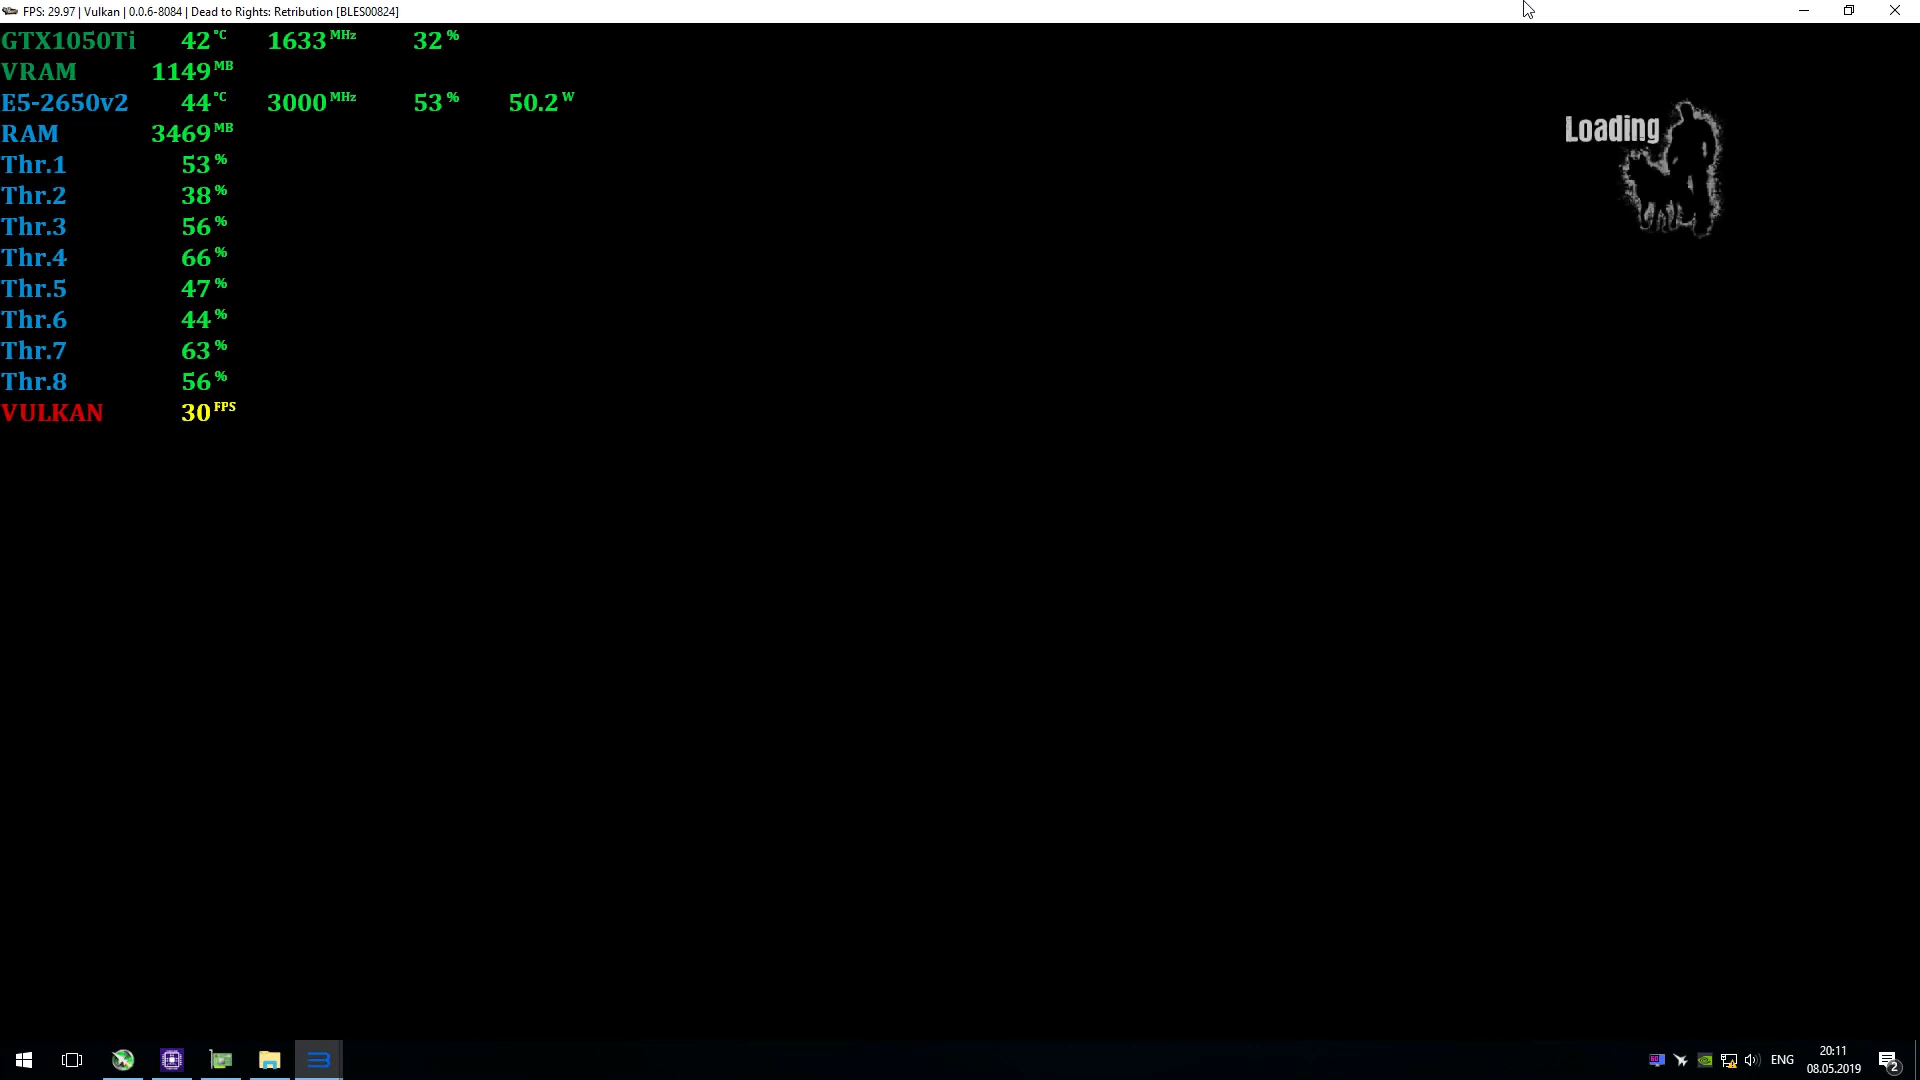 FPS: 29.97 | Vulkan | 0.0.6-8084 | Dead to Rights: Retribution [BLES00824]
GTX1050Ti 42 °C 1633 MHz 32 %
VRAM 1149 MB
E5-2650v2 44 °C 3000 MHz 53 % 50.2 W
RAM 3469 MB
Thr.1 53 %
Thr.2 38 %
Thr.3 56 %
Thr.4 66 %
Thr.5 47 %
Thr.6 44 %
Thr.7 63 %
Thr.8 56 %
VULKAN 30 FPS
Loading
60
ENG
20:11
08.05.2019
2